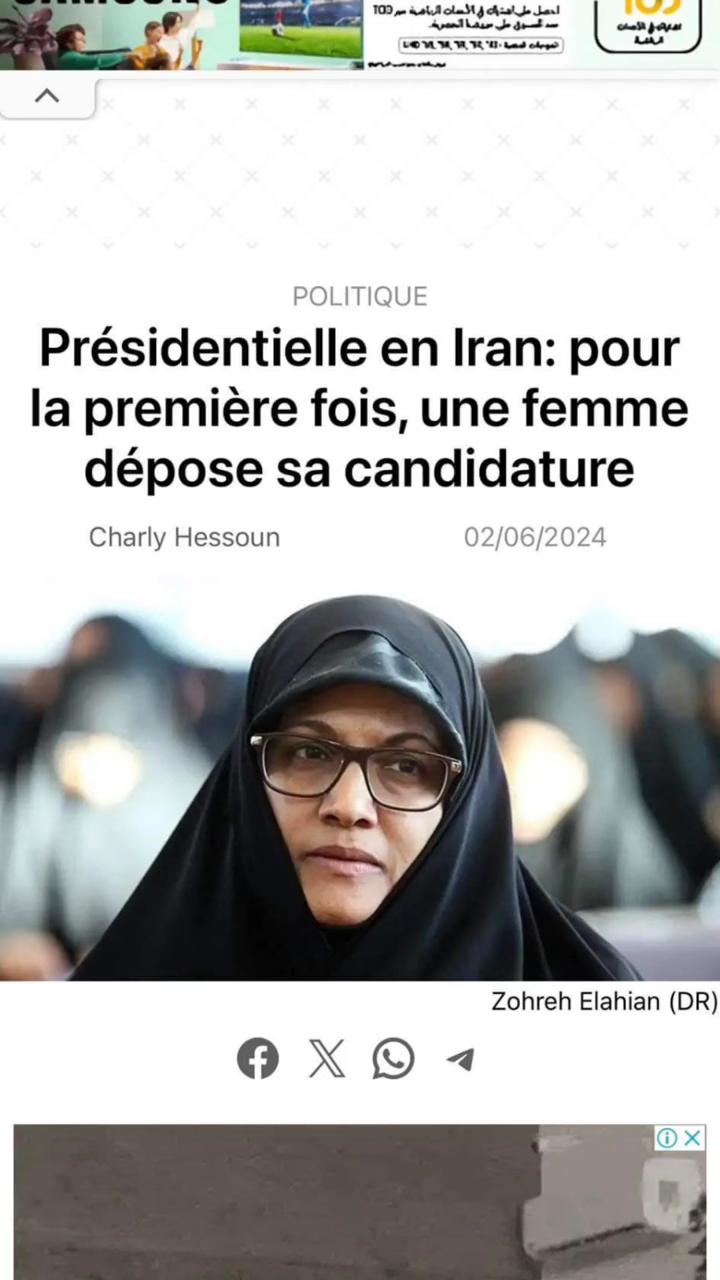 SAMSUNG
POLITIQUE
Présidentielle en Iran: pour
la première fois, une femme
dépose sa candidature
Charly Hessoun
02/06/2024
Zohreh Elahian (DR)